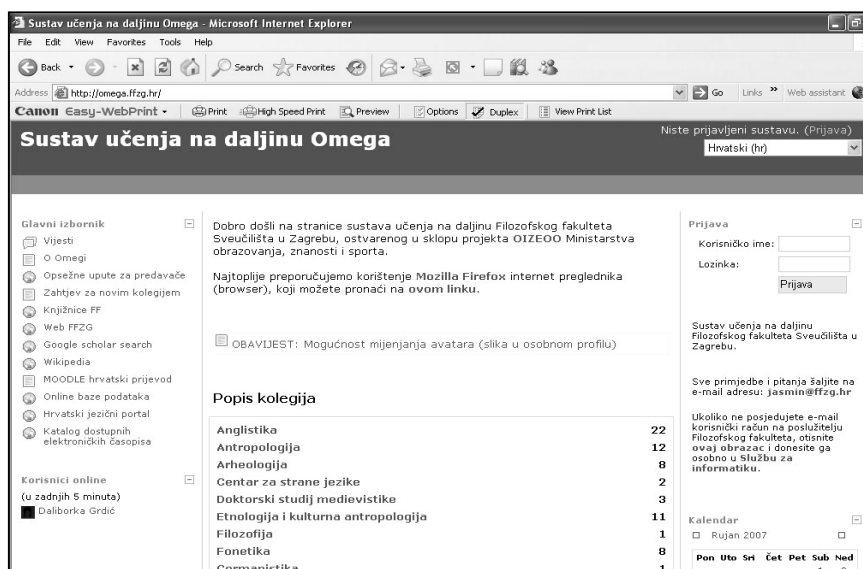 Sustav učenja na daljinu Omega - Microsoft Internet Explorer
File Edit View Favorites Tools Help
Back Search Favorites
Address http://omega.ffzg.hr/ Go Links » Web assistant
Canon Easy-WebPrint Print High Speed Print Preview Options Duplex View Print List
Sustav učenja na daljinu Omega
Niste prijavljeni sustavu. (Prijava)
Hrvatski (hr)
Glavni izbornik
Vijesti
O Omegi
Opsežne upute za predavače
Zahtjev za novim kolegijem
Knjižnice FF
Web FFZG
Google scholar search
Wikipedia
MOODLE hrvatski prijevod
Online baze podataka
Hrvatski jezični portal
Katalog dostupnih
elektroničkih časopisa
Korisnici online
(u zadnjih 5 minuta)
Daliborka Grdić
Dobro došli na stranice sustava učenja na daljinu Filozofskog fakulteta
Sveučilišta u Zagrebu, ostvarenog u sklopu projekta OIZEOO Ministarstva
obrazovanja, znanosti i sporta.
Najtoplije preporučujemo korištenje Mozilla Firefox internet preglednika
(browser), koji možete pronaći na ovom linku.
OBAVIJEST: Mogućnost mijenjanja avatara (slika u osobnom profilu)
Popis kolegija
Anglistika 22
Antropologija 12
Arheologija 8
Centar za strane jezike 2
Doktorski studij medievistike 3
Etnologija i kulturna antropologija 11
Filozofija 1
Fonetika 8
Germanistika 1
Prijava
Korisničko ime:
Lozinka:
Prijava
Sustav učenja na daljinu
Filozofskog fakulteta Sveučilišta u
Zagrebu.
Sve primjedbe i pitanja šaljite na
e-mail adresu: jasmin@ffzg.hr
Ukoliko ne posjedujete e-mail
korisnički račun na poslužitelju
Filozofskog fakulteta, otisnite
ovaj obrazac i donesite ga
osobno u Službu za
informatiku.
Kalendar
Rujan 2007
Pon Uto Sri Čet Pet Sub Ned